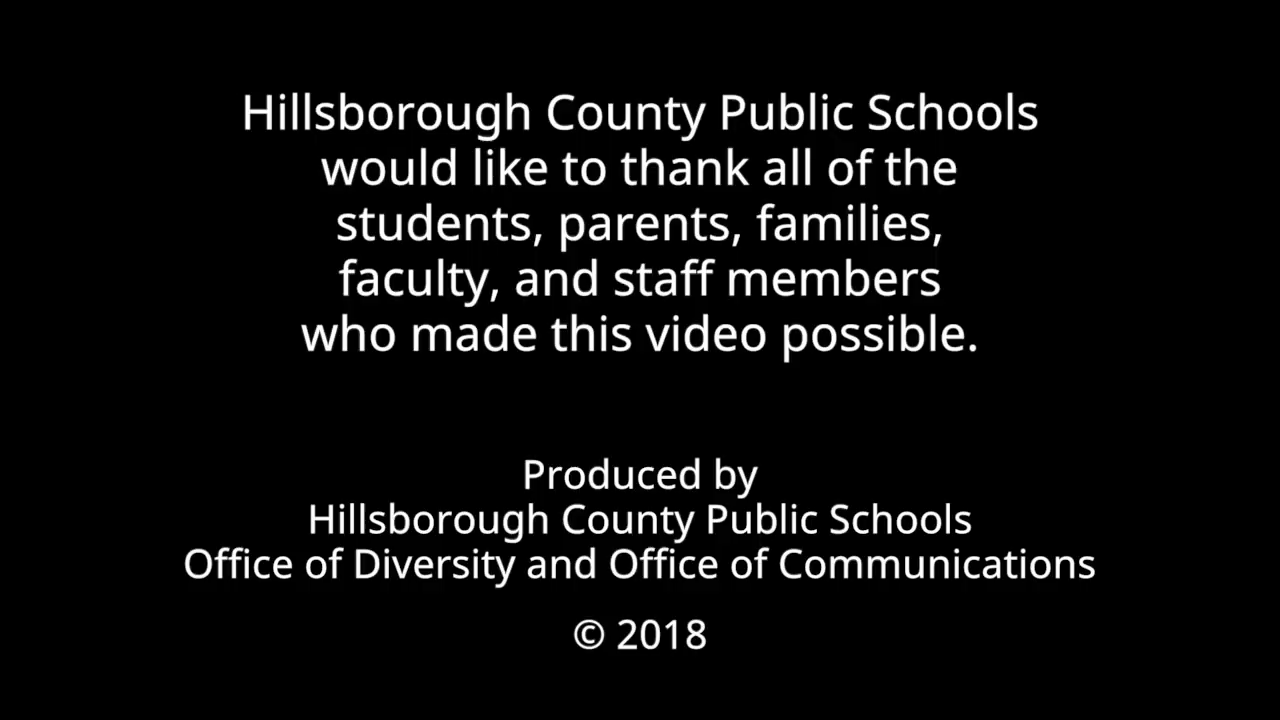 Hillsborough County Public Schools
would like to thank all of the
students, parents, families,
faculty, and staff members
who made this video possible.
Produced by
Hillsborough County Public Schools
Office of Diversity and Office of Communications
© 2018